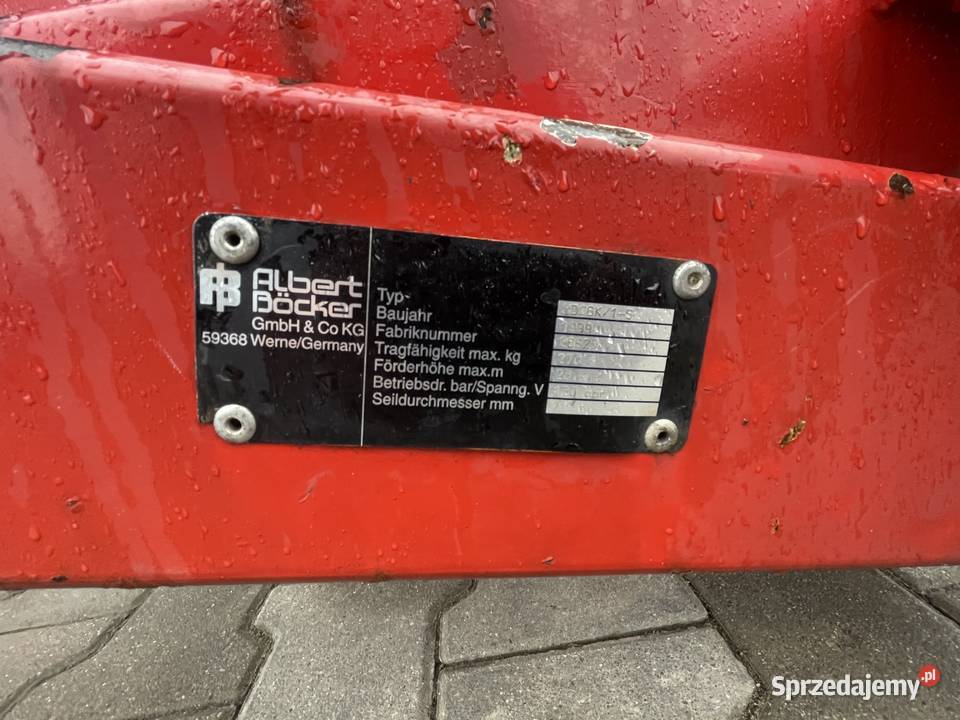 Albert
Böcker
GmbH & Co KG
59368 Werne/Germany
Typ
Baujahr
Fabriknummer
Tragfähigkeit max. kg
Förderhöhe max.m
Betriebsdr. bar/Spanng. V
Seildurchmesser mm
Sprzedajemy.pl